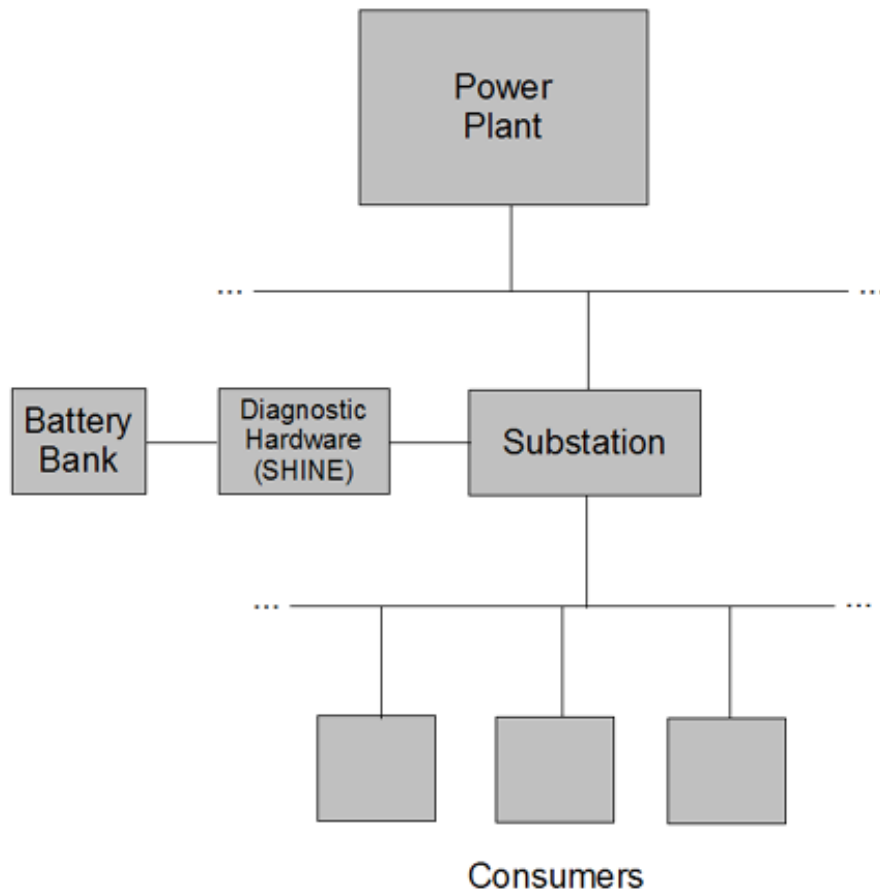 Power
Plant
...
...
Battery
Bank
Diagnostic
Hardware
(SHINE)
Substation
...
...
Consumers